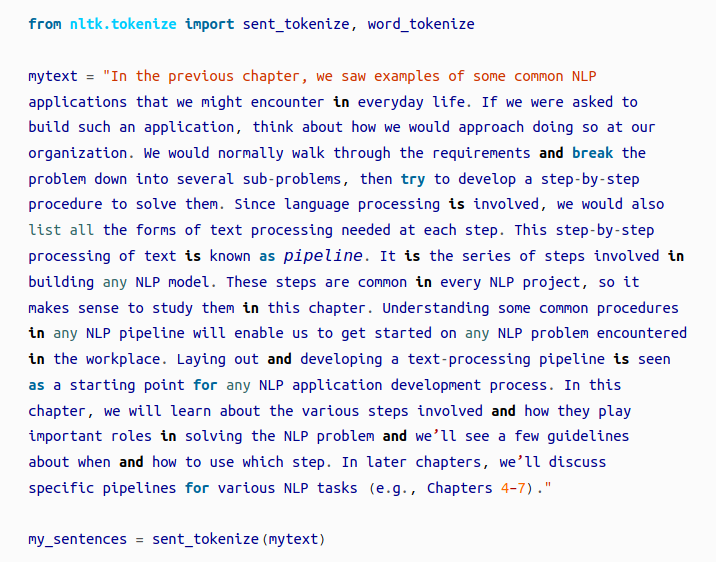 from nltk.tokenize import sent_tokenize, word_tokenize
mytext = "In the previous chapter, we saw examples of some common NLP
applications that we might encounter in everyday life. If we were asked to
build such an application, think about how we would approach doing so at our
organization. We would normally walk through the requirements and break the
problem down into several sub-problems, then try to develop a step-by-step
procedure to solve them. Since language processing is involved, we would also
list all the forms of text processing needed at each step. This step-by-step
processing of text is known as pipeline. It is the series of steps involved in
building any NLP model. These steps are common in every NLP project, so it
makes sense to study them in this chapter. Understanding some common procedures
in any NLP pipeline will enable us to get started on any NLP problem encountered
in the workplace. Laying out and developing a text-processing pipeline is seen
as a starting point for any NLP application development process. In this
chapter, we will learn about the various steps involved and how they play
important roles in solving the NLP problem and we’ll see a few guidelines
about when and how to use which step. In later chapters, we’ll discuss
specific pipelines for various NLP tasks (e.g., Chapters 4–7)."
my_sentences = sent_tokenize(mytext)